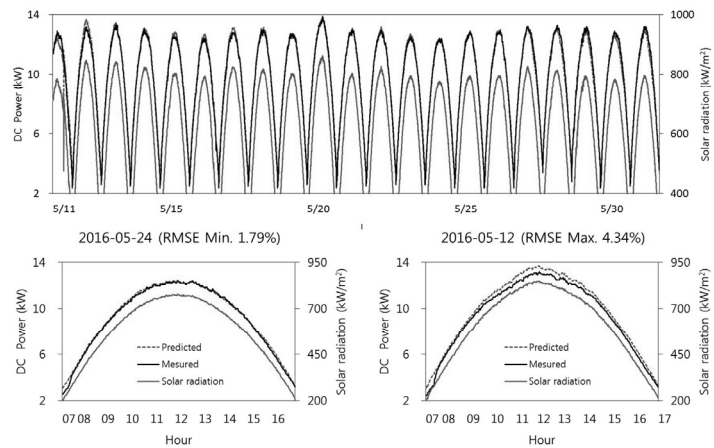 14
10
6
2
DC Power (kW)
1000
800
600
400
Solar radiation (kW/m²)
5/11
5/15
5/20
5/25
5/30
2016-05-24 (RMSE Min. 1.79%)
14
10
6
2
DC Power (kW)
950
750
450
200
Solar radiation (kW/m²)
Predicted
Mesured
Solar radiation
07 08 09 10 11 12 13 14 15 16
Hour
2016-05-12 (RMSE Max. 4.34%)
14
10
6
2
DC Power (kW)
950
750
450
200
Solar radiation (kW/m²)
Predicted
Mesured
Solar radiation
07 08 09 10 11 12 13 14 15 16 17
Hour